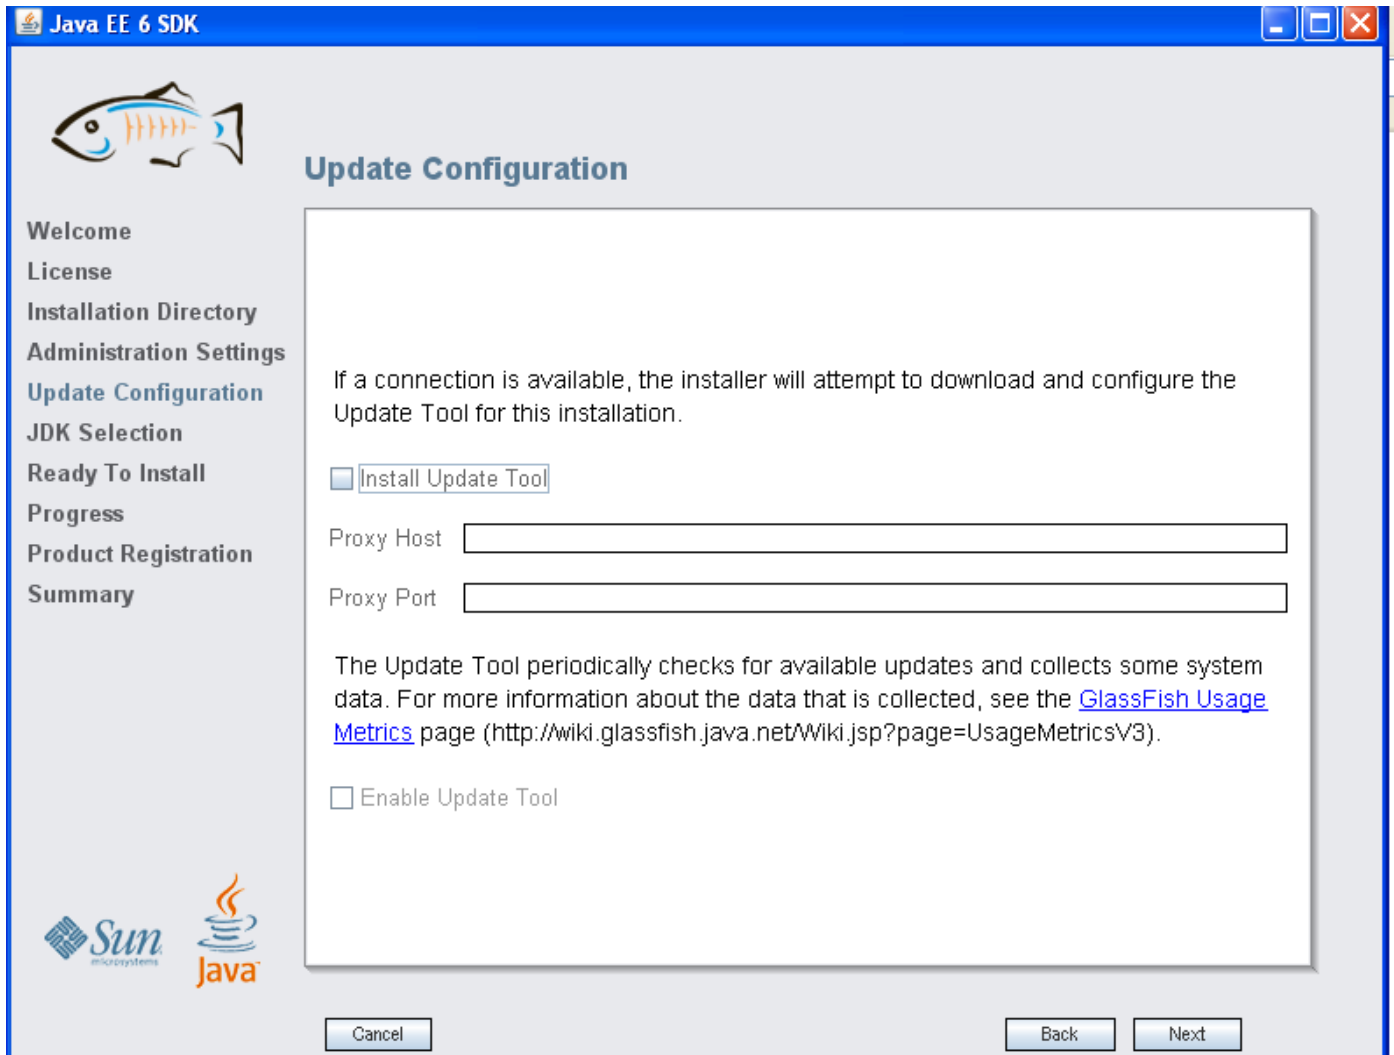 Java EE 6 SDK
Update Configuration
Welcome
License
Installation Directory
Administration Settings
Update Configuration
JDK Selection
Ready To Install
Progress
Product Registration
Summary
If a connection is available, the installer will attempt to download and configure the
Update Tool for this installation.
Install Update Tool
Proxy Host
Proxy Port
The Update Tool periodically checks for available updates and collects some system
data. For more information about the data that is collected, see the GlassFish Usage
Metrics page (http://wiki.glassfish.java.net/Wiki.jsp?page=UsageMetricsV3).
Enable Update Tool
Sun
microsystems
Java
Cancel
Back
Next